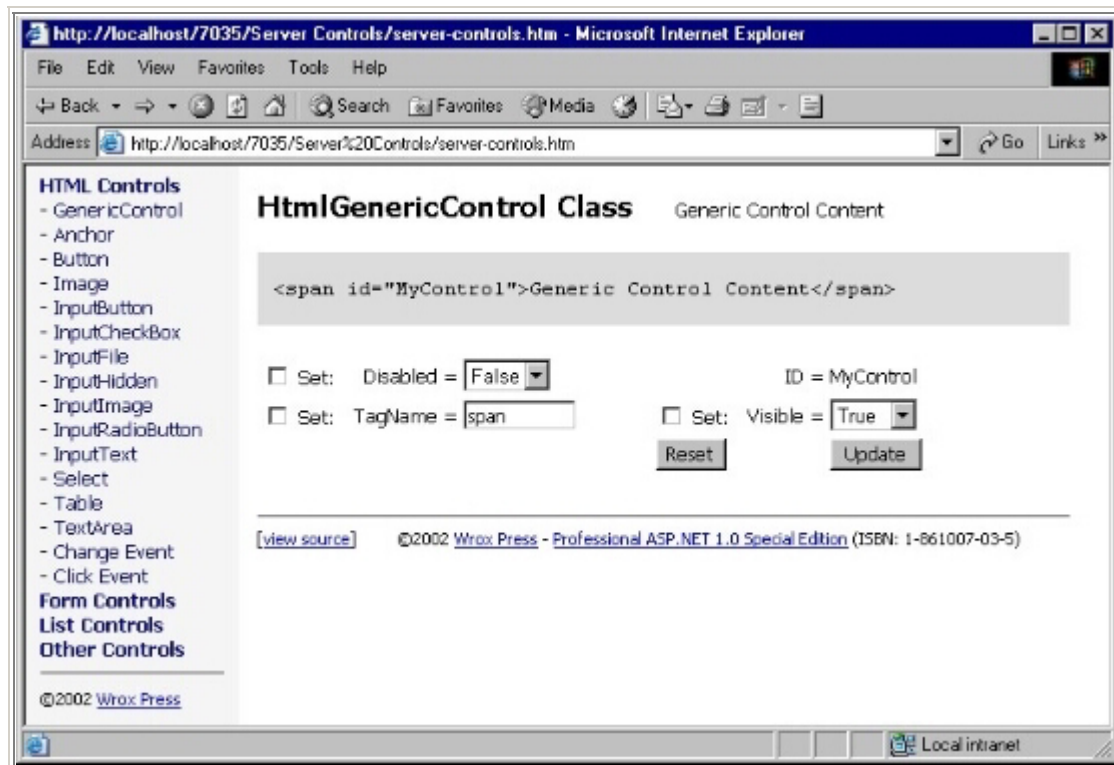 http://localhost/7035/Server Controls/server-controls.htm - Microsoft Internet Explorer
File Edit View Favorites Tools Help
Back Search Favorites Media
Address http://localhost/7035/Server%20Controls/server-controls.htm Go Links »
HTML Controls
- GenericControl
- Anchor
- Button
- Image
- InputButton
- InputCheckBox
- InputFile
- InputHidden
- InputImage
- InputRadioButton
- InputText
- Select
- Table
- TextArea
- Change Event
- Click Event
Form Controls
List Controls
Other Controls
©2002 Wrox Press
HtmlGenericControl Class Generic Control Content
<span id="MyControl">Generic Control Content</span>
Set: Disabled = False ID = MyControl
Set: TagName = span Set: Visible = True
Reset Update
[view source] ©2002 Wrox Press - Professional ASP.NET 1.0 Special Edition (ISBN: 1-861007-03-5)
Local intranet